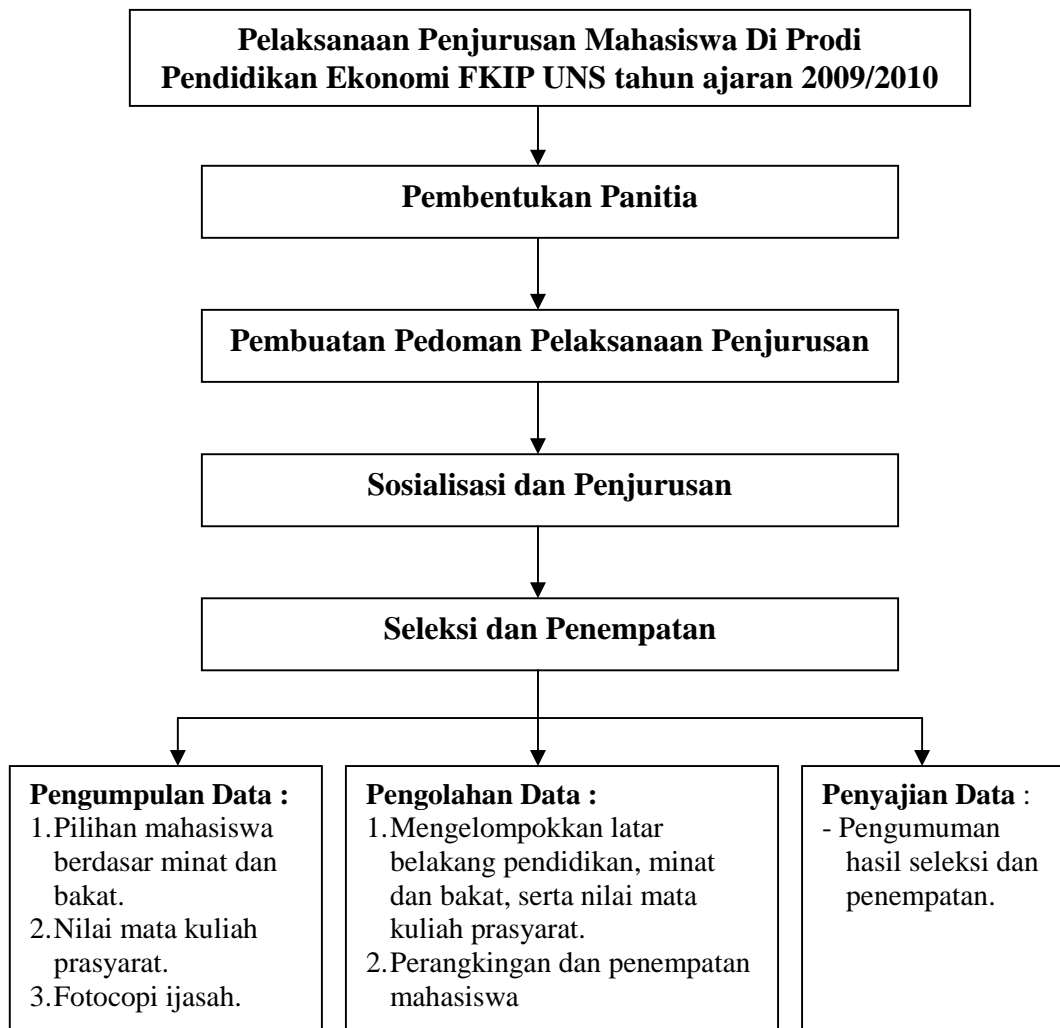 Pelaksanaan Penjurusan Mahasiswa Di Prodi
Pendidikan Ekonomi FKIP UNS tahun ajaran 2009/2010
Pembentukan Panitia
Pembuatan Pedoman Pelaksanaan Penjurusan
Sosialisasi dan Penjurusan
Seleksi dan Penempatan
Pengumpulan Data :
1. Pilihan mahasiswa
berdasar minat dan
bakat.
2. Nilai mata kuliah
prasyarat.
3. Fotocopi ijasah.
Pengolahan Data :
1. Mengelompokkan latar
belakang pendidikan, minat
dan bakat, serta nilai mata
kuliah prasyarat.
2. Perangkingan dan penempatan
mahasiswa
Penyajian Data :
- Pengumuman
hasil seleksi dan
penempatan.